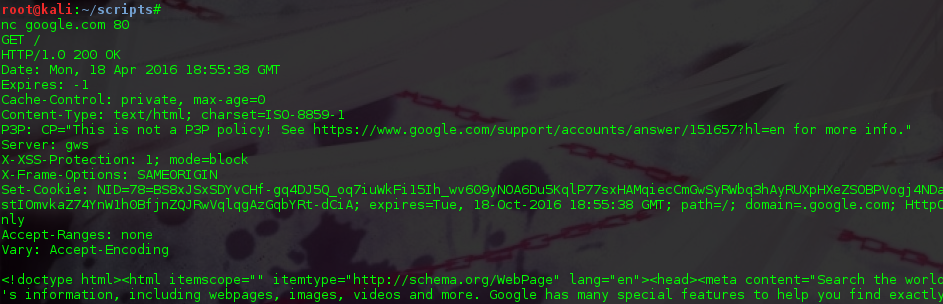 root@kali:~/scripts#
nc google.com 80
GET /
HTTP/1.0 200 OK
Date: Mon, 18 Apr 2016 18:55:38 GMT
Expires: -1
Cache-Control: private, max-age=0
Content-Type: text/html; charset=ISO-8859-1
P3P: CP="This is not a P3P policy! See https://www.google.com/support/accounts/answer/151657?hl=en for more info."
Server: gws
X-XSS-Protection: 1; mode=block
X-Frame-Options: SAMEORIGIN
Set-Cookie: NID=78=BS8xJSxSDYvCHf-gq4DJ5Q_oq7iuWkFi15Ih_wv609yNOA6Du5KqlP77sxHAMqiecCmGwSyRWbq3hAyRUXpHXeZSOBPVogj4NDa
stIOmvkaZ74YnW1hOBfjnZQJRwVqlqgAzGqbYRt-dCiA; expires=Tue, 18-Oct-2016 18:55:38 GMT; path=/; domain=.google.com; HttpO
nly
Accept-Ranges: none
Vary: Accept-Encoding
<!doctype html><html itemscope="" itemtype="http://schema.org/WebPage" lang="en"><head><meta content="Search the world
's information, including webpages, images, videos and more. Google has many special features to help you find exactly